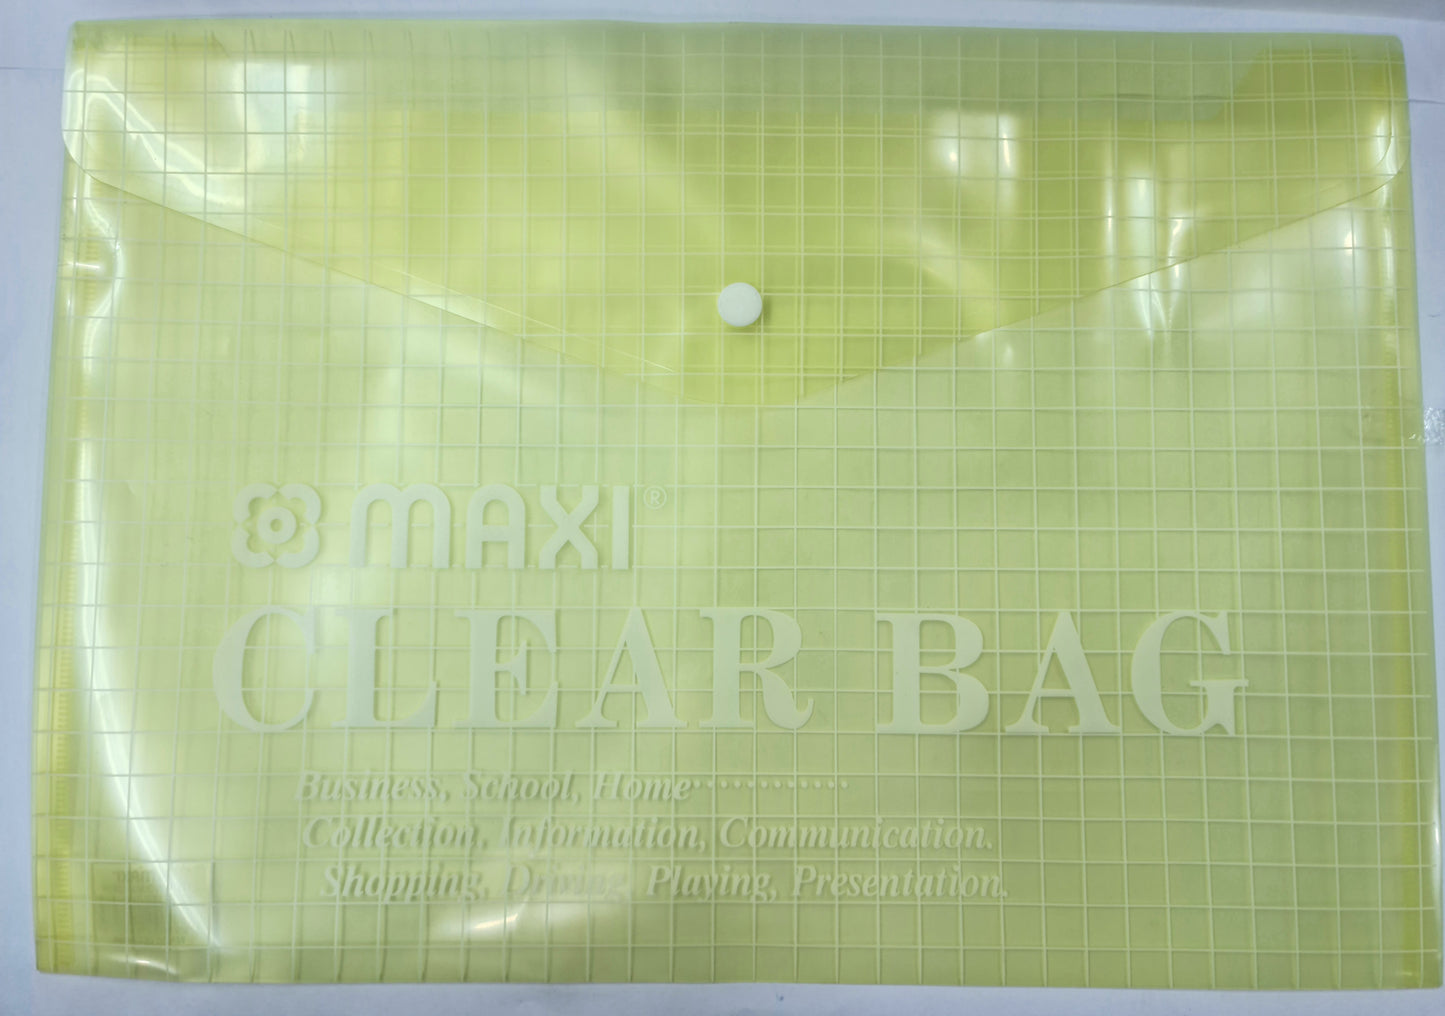 MAXI®
CLEAR BAG
Business, School, Home·············
Collection, Information, Communication.
Shopping, Driving, Playing, Presentation.